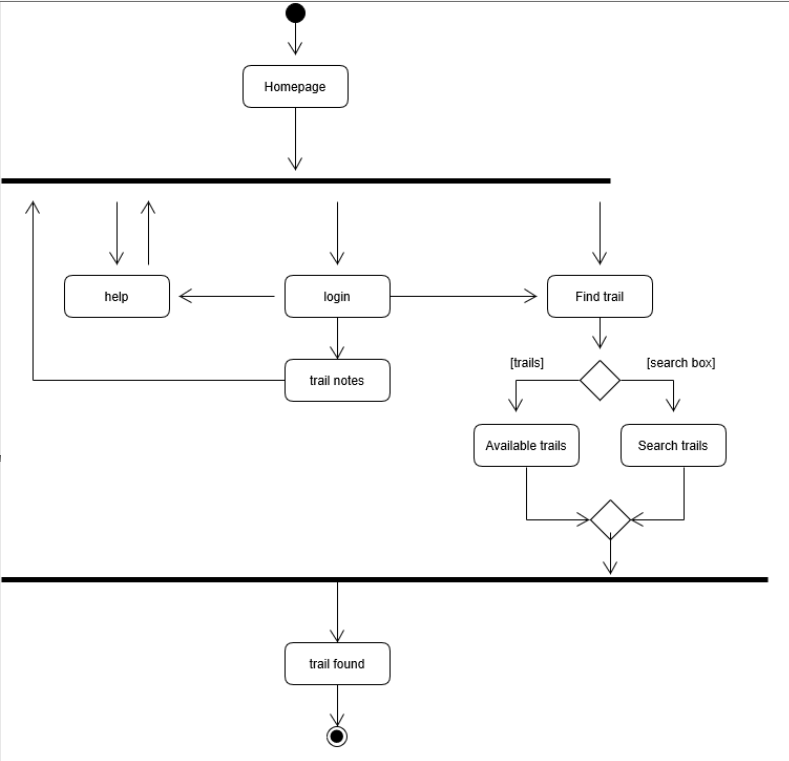 Homepage
help
login
Find trail
trail notes
[trails]
[search box]
Available trails
Search trails
trail found